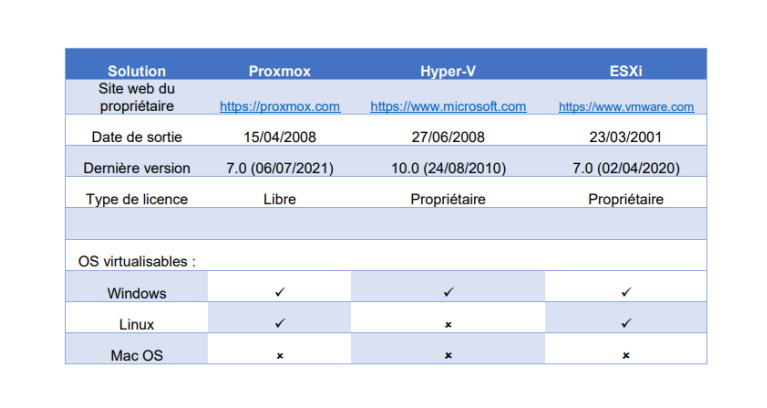 Solution Proxmox Hyper-V ESXi
Site web du
propriétaire https://proxmox.com https://www.microsoft.com https://www.vmware.com
Date de sortie 15/04/2008 27/06/2008 23/03/2001
Dernière version 7.0 (06/07/2021) 10.0 (24/08/2010) 7.0 (02/04/2020)
Type de licence Libre Propriétaire Propriétaire
OS virtualisables :
Windows ✓ ✓ ✓
Linux ✓ × ✓
Mac OS × × ×